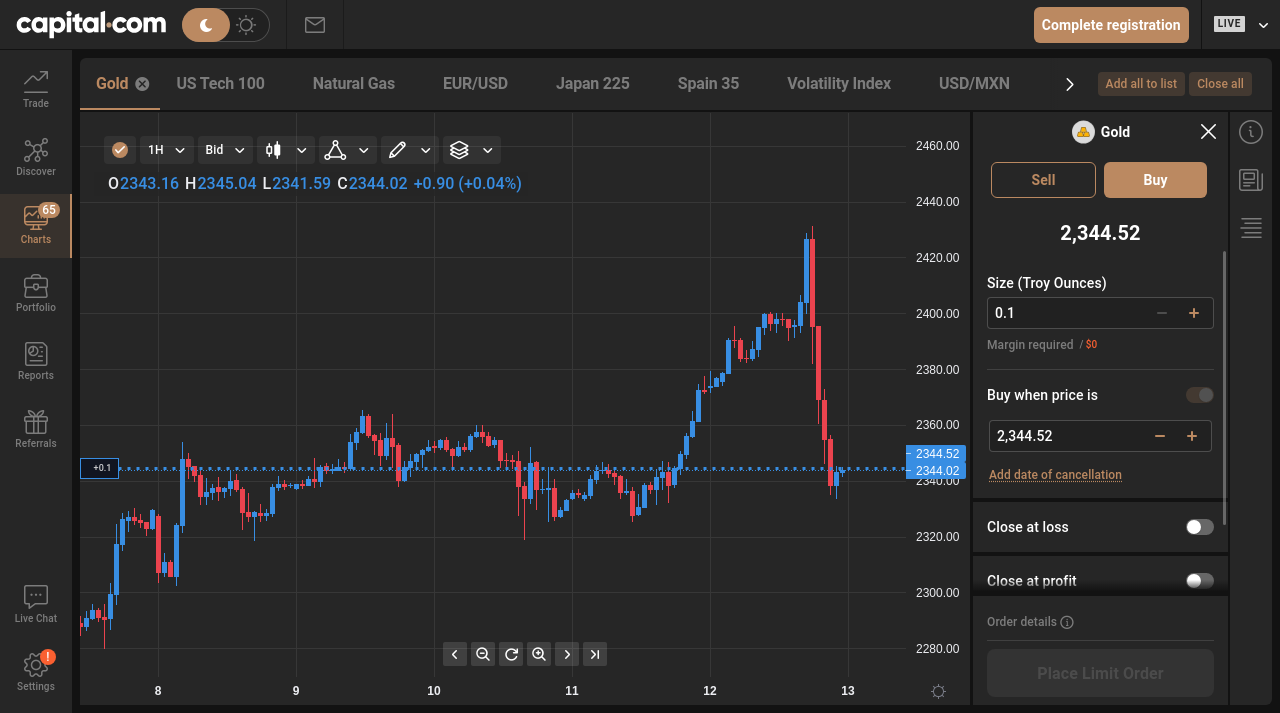 capital.com
Complete registration
LIVE
Trade
Discover
65
Charts
Portfolio
Reports
Referrals
Live Chat
!
Settings
Gold US Tech 100 Natural Gas EUR/USD Japan 225 Spain 35 Volatility Index USD/MXN
Add all to list Close all
1H Bid
O2343.16 H2345.04 L2341.59 C2344.02 +0.90 (+0.04%)
2460.00
2440.00
2420.00
2400.00
2380.00
2360.00
2344.52
2344.02
2340.00
2320.00
2300.00
2280.00
+0.1
8 9 10 11 12 13
Gold
Sell Buy
2,344.52
Size (Troy Ounces)
0.1
Margin required / $0
Buy when price is
2,344.52
Add date of cancellation
Close at loss
Close at profit
Order details
Place Limit Order